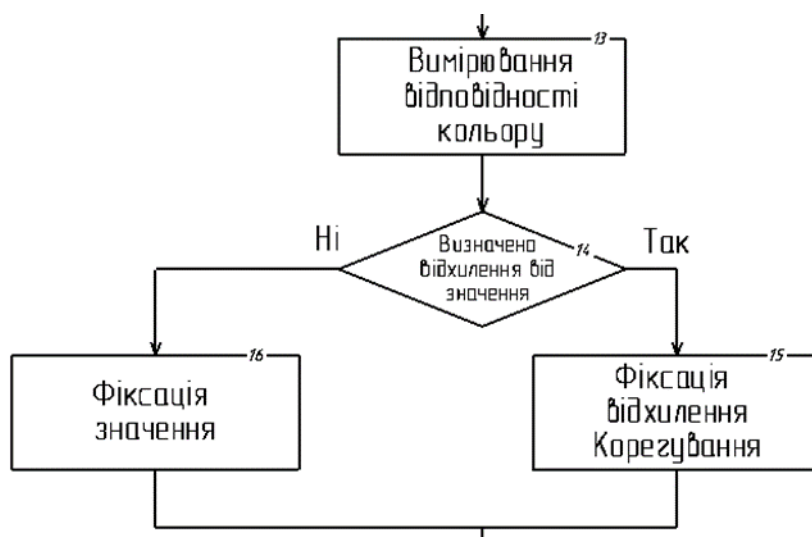 13
Вимірювання
відповідності
кольору
Ні
Визначено
відхилення від
значення
14
Так
16
Фіксація
значення
15
Фіксація
відхилення
Корегування